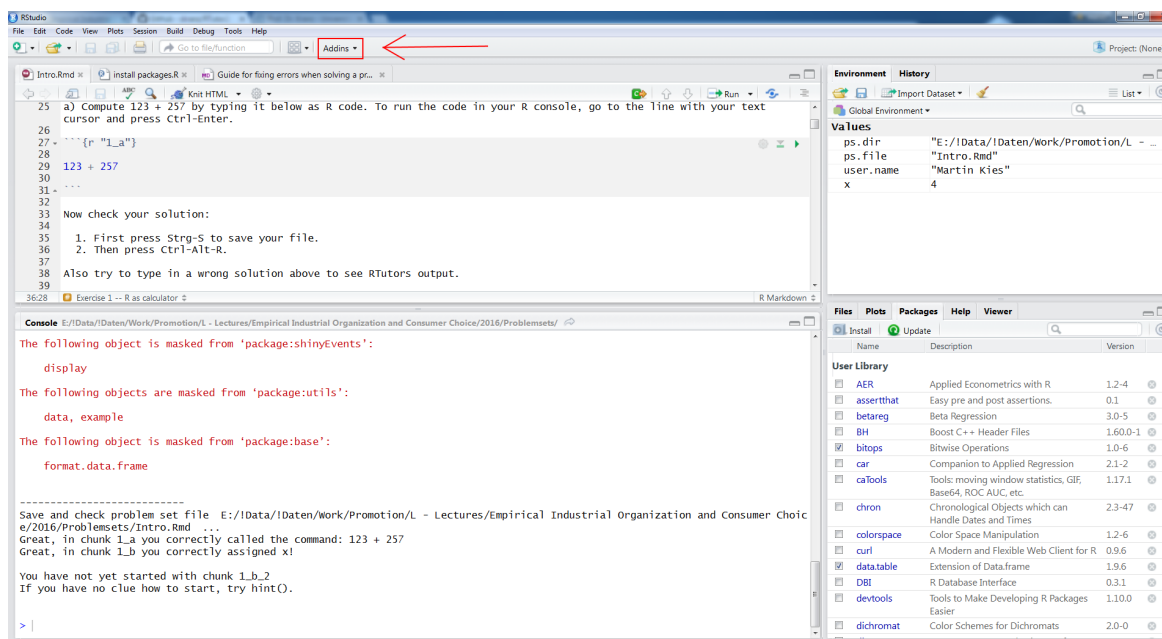 RStudio
File Edit Code View Plots Session Build Debug Tools Help
Go to file/function
Addins
Project: (None
Intro.Rmd
install packages.R
Guide for fixing errors when solving a pr...
ABC
Knit HTML
Run
25 a) Compute 123 + 257 by typing it below as R code. To run the code in your R console, go to the line with your text
cursor and press Ctrl-Enter.
26
27 ```{r "1_a"}
28
29 123 + 257
30
31 ```
32
33 Now check your solution:
34
35 1. First press Strg-S to save your file.
36 2. Then press Ctrl-Alt-R.
37
38 Also try to type in a wrong solution above to see RTutors output.
39
36:28 Exercise 1 -- R as calculator R Markdown
Console E:/!Data/!Daten/Work/Promotion/L - Lectures/Empirical Industrial Organization and Consumer Choice/2016/Problemsets/
The following object is masked from ‘package:shinyEvents’:
display
The following objects are masked from ‘package:utils’:
data, example
The following object is masked from ‘package:base’:
format.data.frame
---------------------------
Save and check problem set file E:/!Data/!Daten/Work/Promotion/L - Lectures/Empirical Industrial Organization and Consumer Choic
e/2016/Problemsets/Intro.Rmd ...
Great, in chunk 1_a you correctly called the command: 123 + 257
Great, in chunk 1_b you correctly assigned x!
You have not yet started with chunk 1_b_2
If you have no clue how to start, try hint().
>
Environment History
Import Dataset
List
Global Environment
Values
ps.dir "E:/!Data/!Daten/Work/Promotion/L - …
ps.file "Intro.Rmd"
user.name "Martin Kies"
x 4
Files Plots Packages Help Viewer
Install Update
Name Description Version
User Library
AER Applied Econometrics with R 1.2-4
assertthat Easy pre and post assertions. 0.1
betareg Beta Regression 3.0-5
BH Boost C++ Header Files 1.60.0-1
bitops Bitwise Operations 1.0-6
car Companion to Applied Regression 2.1-2
caTools Tools: moving window statistics, GIF, 1.17.1
Base64, ROC AUC, etc.
chron Chronological Objects which can 2.3-47
Handle Dates and Times
colorspace Color Space Manipulation 1.2-6
curl A Modern and Flexible Web Client for R 0.9.6
data.table Extension of Data.frame 1.9.6
DBI R Database Interface 0.3.1
devtools Tools to Make Developing R Packages 1.10.0
Easier
dichromat Color Schemes for Dichromats 2.0-0